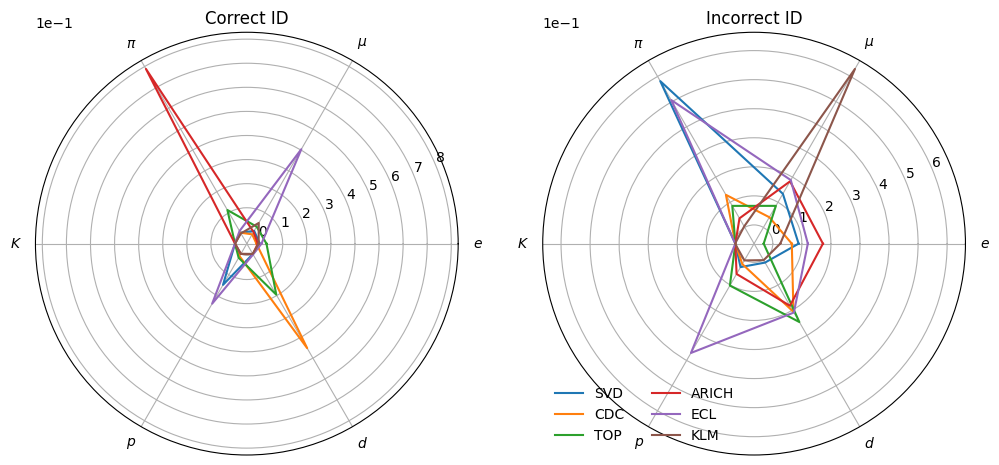 Correct ID
Incorrect ID
1e−1
1e−1
π
μ
π
μ
8
7
6
5
4
3
2
1
0
6
5
4
3
2
1
0
K
e
K
e
SVD
ARICH
CDC
ECL
TOP
KLM
p
d
p
d